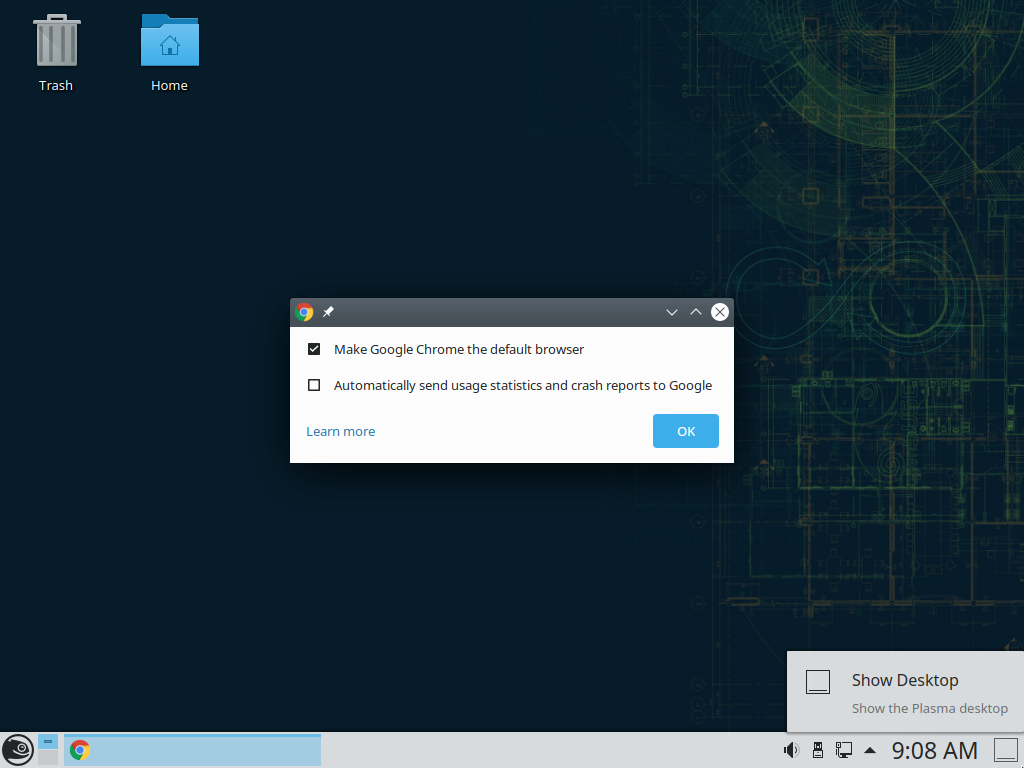 Trash
Home
Make Google Chrome the default browser
Automatically send usage statistics and crash reports to Google
Learn more
OK
Show Desktop
Show the Plasma desktop
9:08 AM